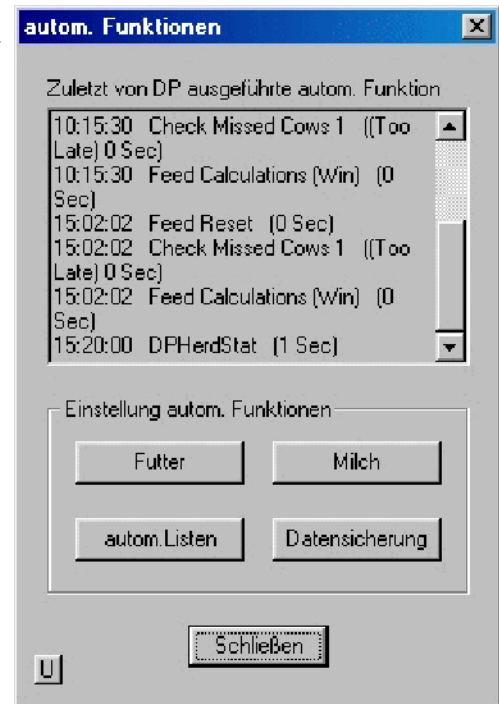 autom. Funktionen
Zuletzt von DP ausgeführte autom. Funktion
10:15:30 Check Missed Cows 1 ((Too
Late) 0 Sec)
10:15:30 Feed Calculations (Win) (0
Sec)
15:02:02 Feed Reset (0 Sec)
15:02:02 Check Missed Cows 1 ((Too
Late) 0 Sec)
15:02:02 Feed Calculations (Win) (0
Sec)
15:20:00 DPHerdStat (1 Sec)
Einstellung autom. Funktionen
Futter
Milch
autom.Listen
Datensicherung
Schließen
U